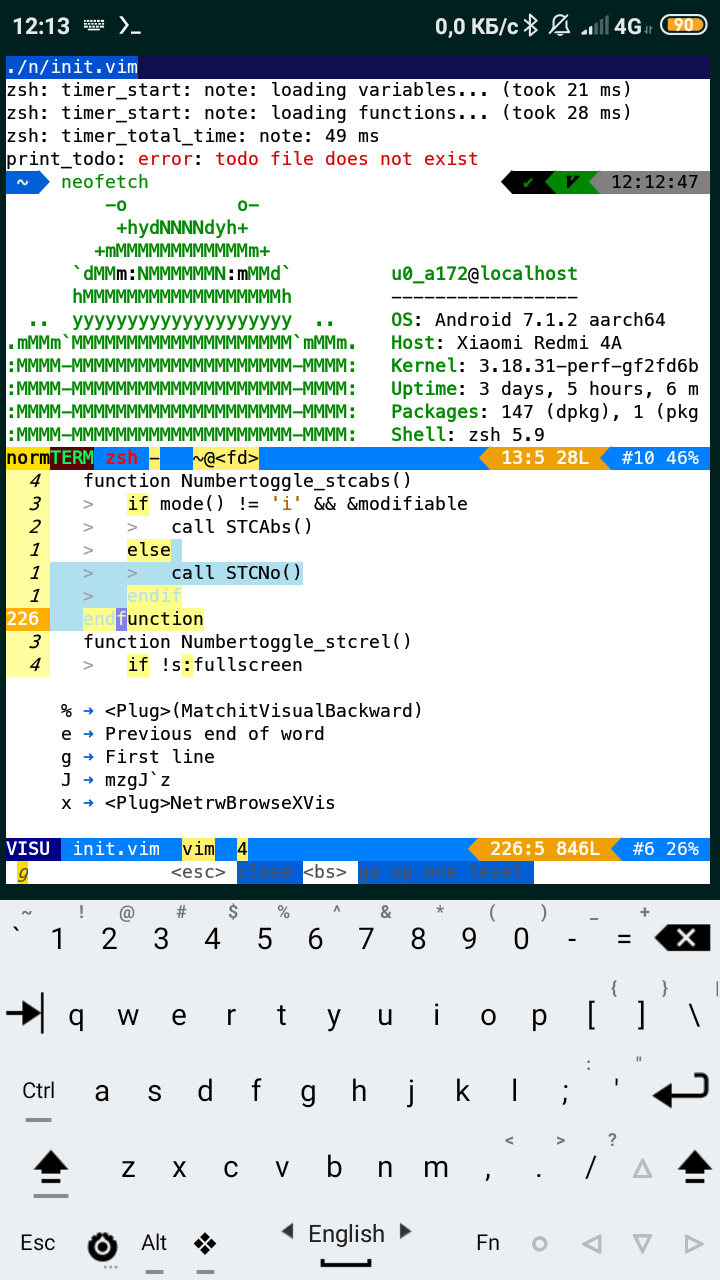 12:13 0,0 КБ/с 4G 90
./n/init.vim
zsh: timer_start: note: loading variables... (took 21 ms)
zsh: timer_start: note: loading functions... (took 28 ms)
zsh: timer_total_time: note: 49 ms
print_todo: error: todo file does not exist
~ neofetch ✔ V 12:12:47
-o          o-
+hydNNNNdyh+
+mMMMMMMMMMMMMm+
`dMMm:NMMMMMMN:mMMd` u0_a172@localhost
hMMMMMMMMMMMMMMMMMMh -----------------
..  yyyyyyyyyyyyyyyyyyyy  .. OS: Android 7.1.2 aarch64
.mMMm`MMMMMMMMMMMMMMMMMMMM`mMMm. Host: Xiaomi Redmi 4A
:MMMM-MMMMMMMMMMMMMMMMMMMM-MMMM: Kernel: 3.18.31-perf-gf2fd6b
:MMMM-MMMMMMMMMMMMMMMMMMMM-MMMM: Uptime: 3 days, 5 hours, 6 m
:MMMM-MMMMMMMMMMMMMMMMMMMM-MMMM: Packages: 147 (dpkg), 1 (pkg
:MMMM-MMMMMMMMMMMMMMMMMMMM-MMMM: Shell: zsh 5.9
normTERM zsh - ~@<fd> 13:5 28L #10 46%
4 function Numbertoggle_stcabs()
3 > if mode() != 'i' && &modifiable
2 > > call STCAbs()
1 > else
1 > > call STCNo()
1 > endif
226 endfunction
3 function Numbertoggle_stcrel()
4 > if !s:fullscreen
% → <Plug>(MatchitVisualBackward)
e → Previous end of word
g → First line
J → mzgJ`z
x → <Plug>NetrwBrowseXVis
VISU init.vim vim 4 226:5 846L #6 26%
g <esc> close <bs> go up one level
~ ! @ # $ % ^ & * ( ) _ +
` 1 2 3 4 5 6 7 8 9 0 - =
{ } |
q w e r t y u i o p [ ] \
: "
Ctrl a s d f g h j k l ; '
< > ?
z x c v b n m , . /
Esc Alt English Fn